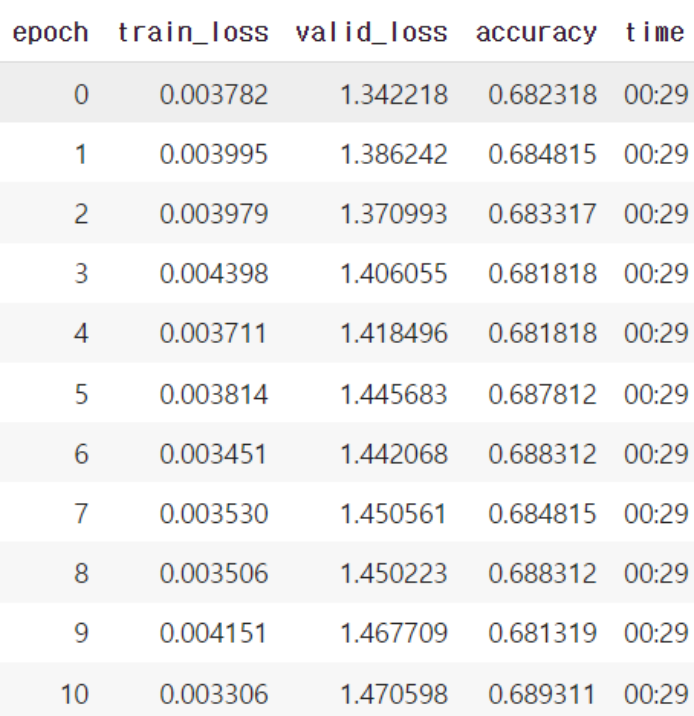 epoch train_loss valid_loss accuracy time
0 0.003782 1.342218 0.682318 00:29
1 0.003995 1.386242 0.684815 00:29
2 0.003979 1.370993 0.683317 00:29
3 0.004398 1.406055 0.681818 00:29
4 0.003711 1.418496 0.681818 00:29
5 0.003814 1.445683 0.687812 00:29
6 0.003451 1.442068 0.688312 00:29
7 0.003530 1.450561 0.684815 00:29
8 0.003506 1.450223 0.688312 00:29
9 0.004151 1.467709 0.681319 00:29
10 0.003306 1.470598 0.689311 00:29